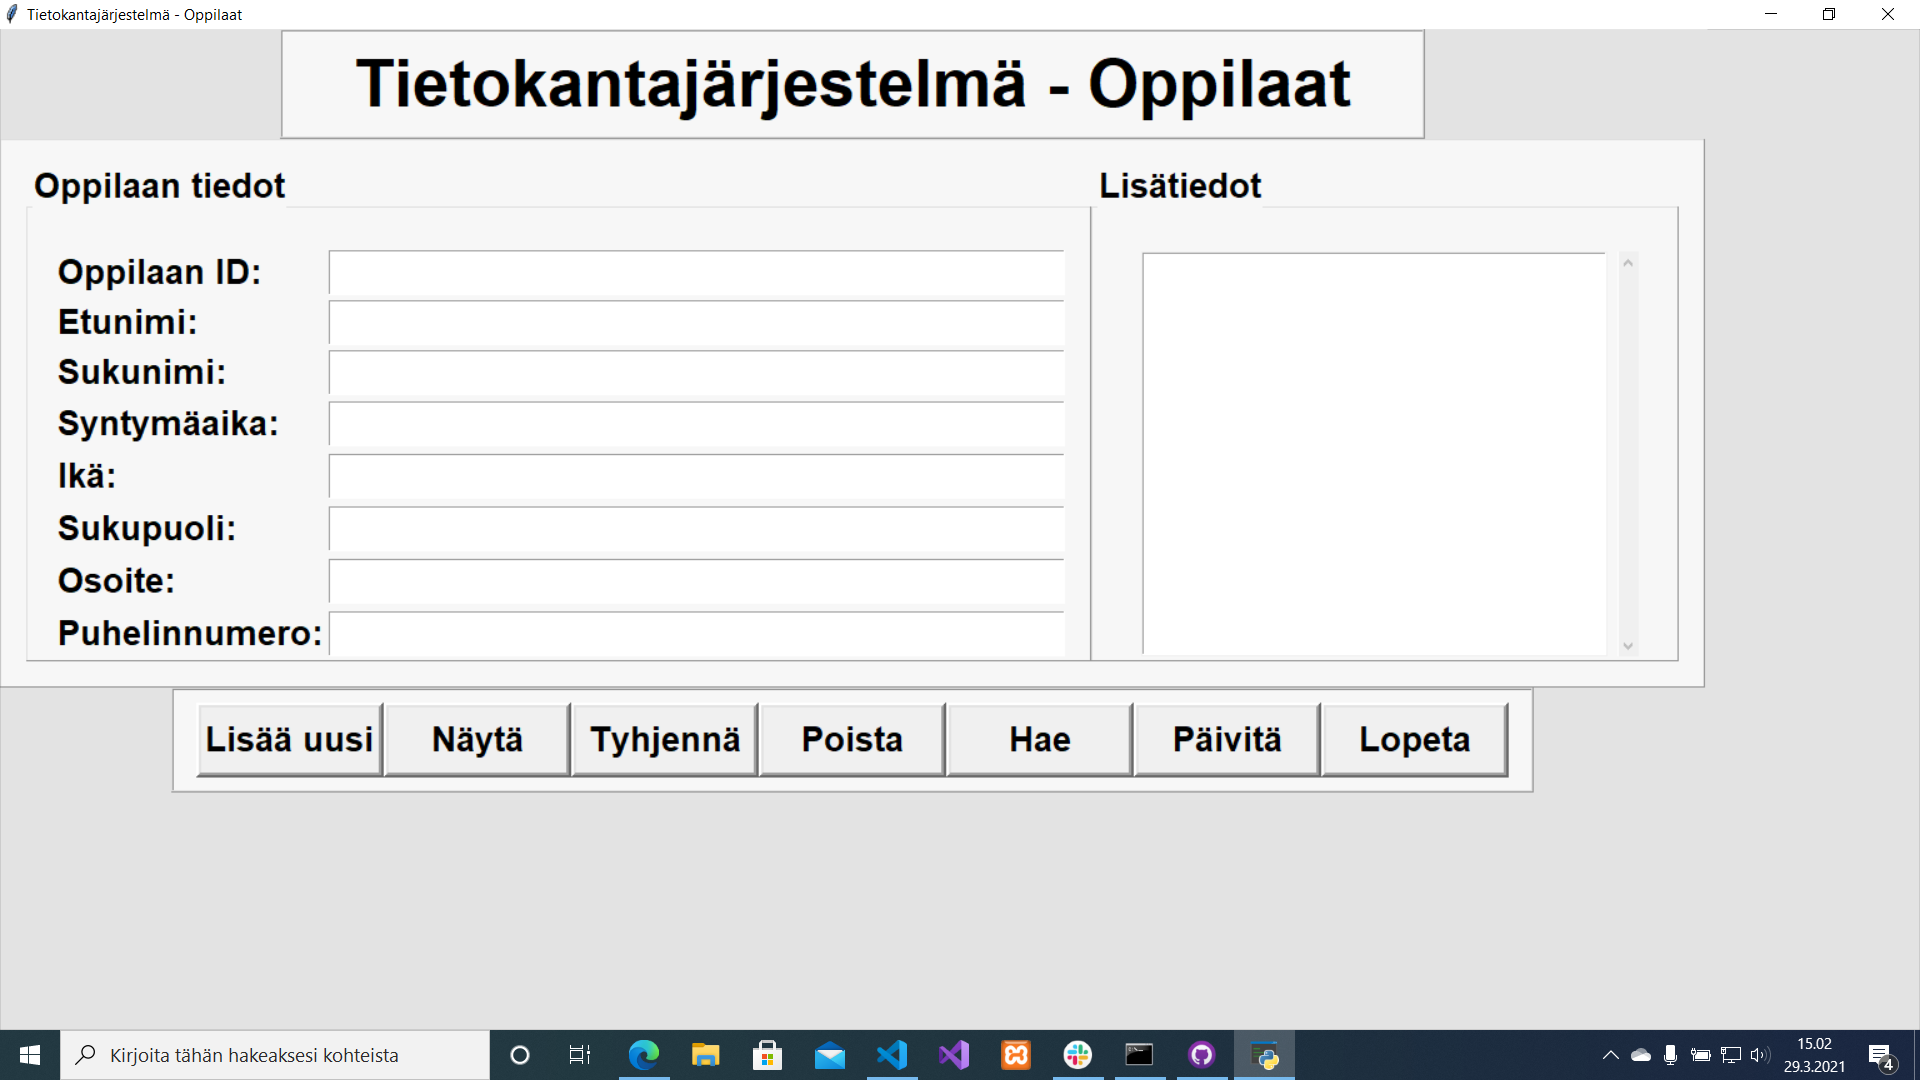 Tietokantajärjestelmä - Oppilaat
Tietokantajärjestelmä - Oppilaat
Oppilaan tiedot
Lisätiedot
Oppilaan ID:
Etunimi:
Sukunimi:
Syntymäaika:
Ikä:
Sukupuoli:
Osoite:
Puhelinnumero:
Lisää uusi Näytä Tyhjennä Poista Hae Päivitä Lopeta
Kirjoita tähän hakeaksesi kohteista
15.02
29.3.2021
4